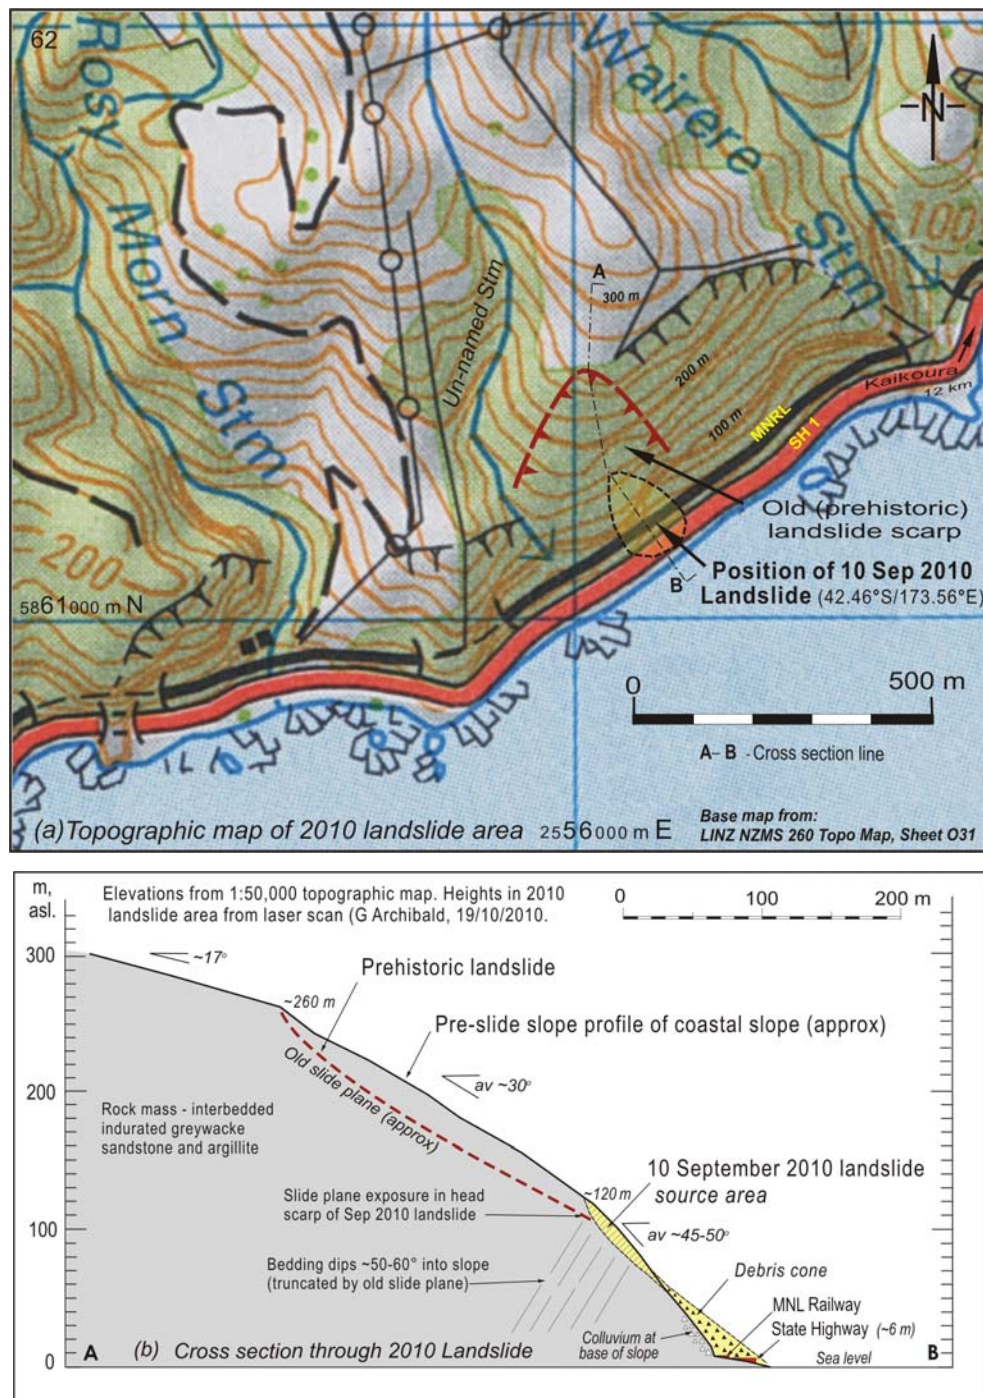 62
Rosy
Morn
Stm
Wairere
Stm
N
100
A
300 m
Un-named Stm
200 m
100 m
MNRL
SH 1
Kaikoura
12 km
Old (prehistoric)
landslide scarp
200
B
Position of 10 Sep 2010
Landslide (42.46°S/173.56°E)
5861000 m N
0 500 m
A– B - Cross section line
(a)Topographic map of 2010 landslide area
2556000 m E
Base map from:
LINZ NZMS 260 Topo Map, Sheet O31
m,
asl.
Elevations from 1:50,000 topographic map. Heights in 2010
landslide area from laser scan (G Archibald, 19/10/2010.
0 100 200 m
300
~17°
Prehistoric landslide
~260 m
Pre-slide slope profile of coastal slope (approx)
Old slide plane (approx)
av ~30°
200
Rock mass - interbedded
indurated greywacke
sandstone and argillite
10 September 2010 landslide
source area
Slide plane exposure in head
scarp of Sep 2010 landslide
~120 m
100
av ~45-50°
Bedding dips ~50-60° into slope
(truncated by old slide plane)
Debris cone
MNL Railway
State Highway (~6 m)
Colluvium at
base of slope
0
A
(b) Cross section through 2010 Landslide
Sea level
B